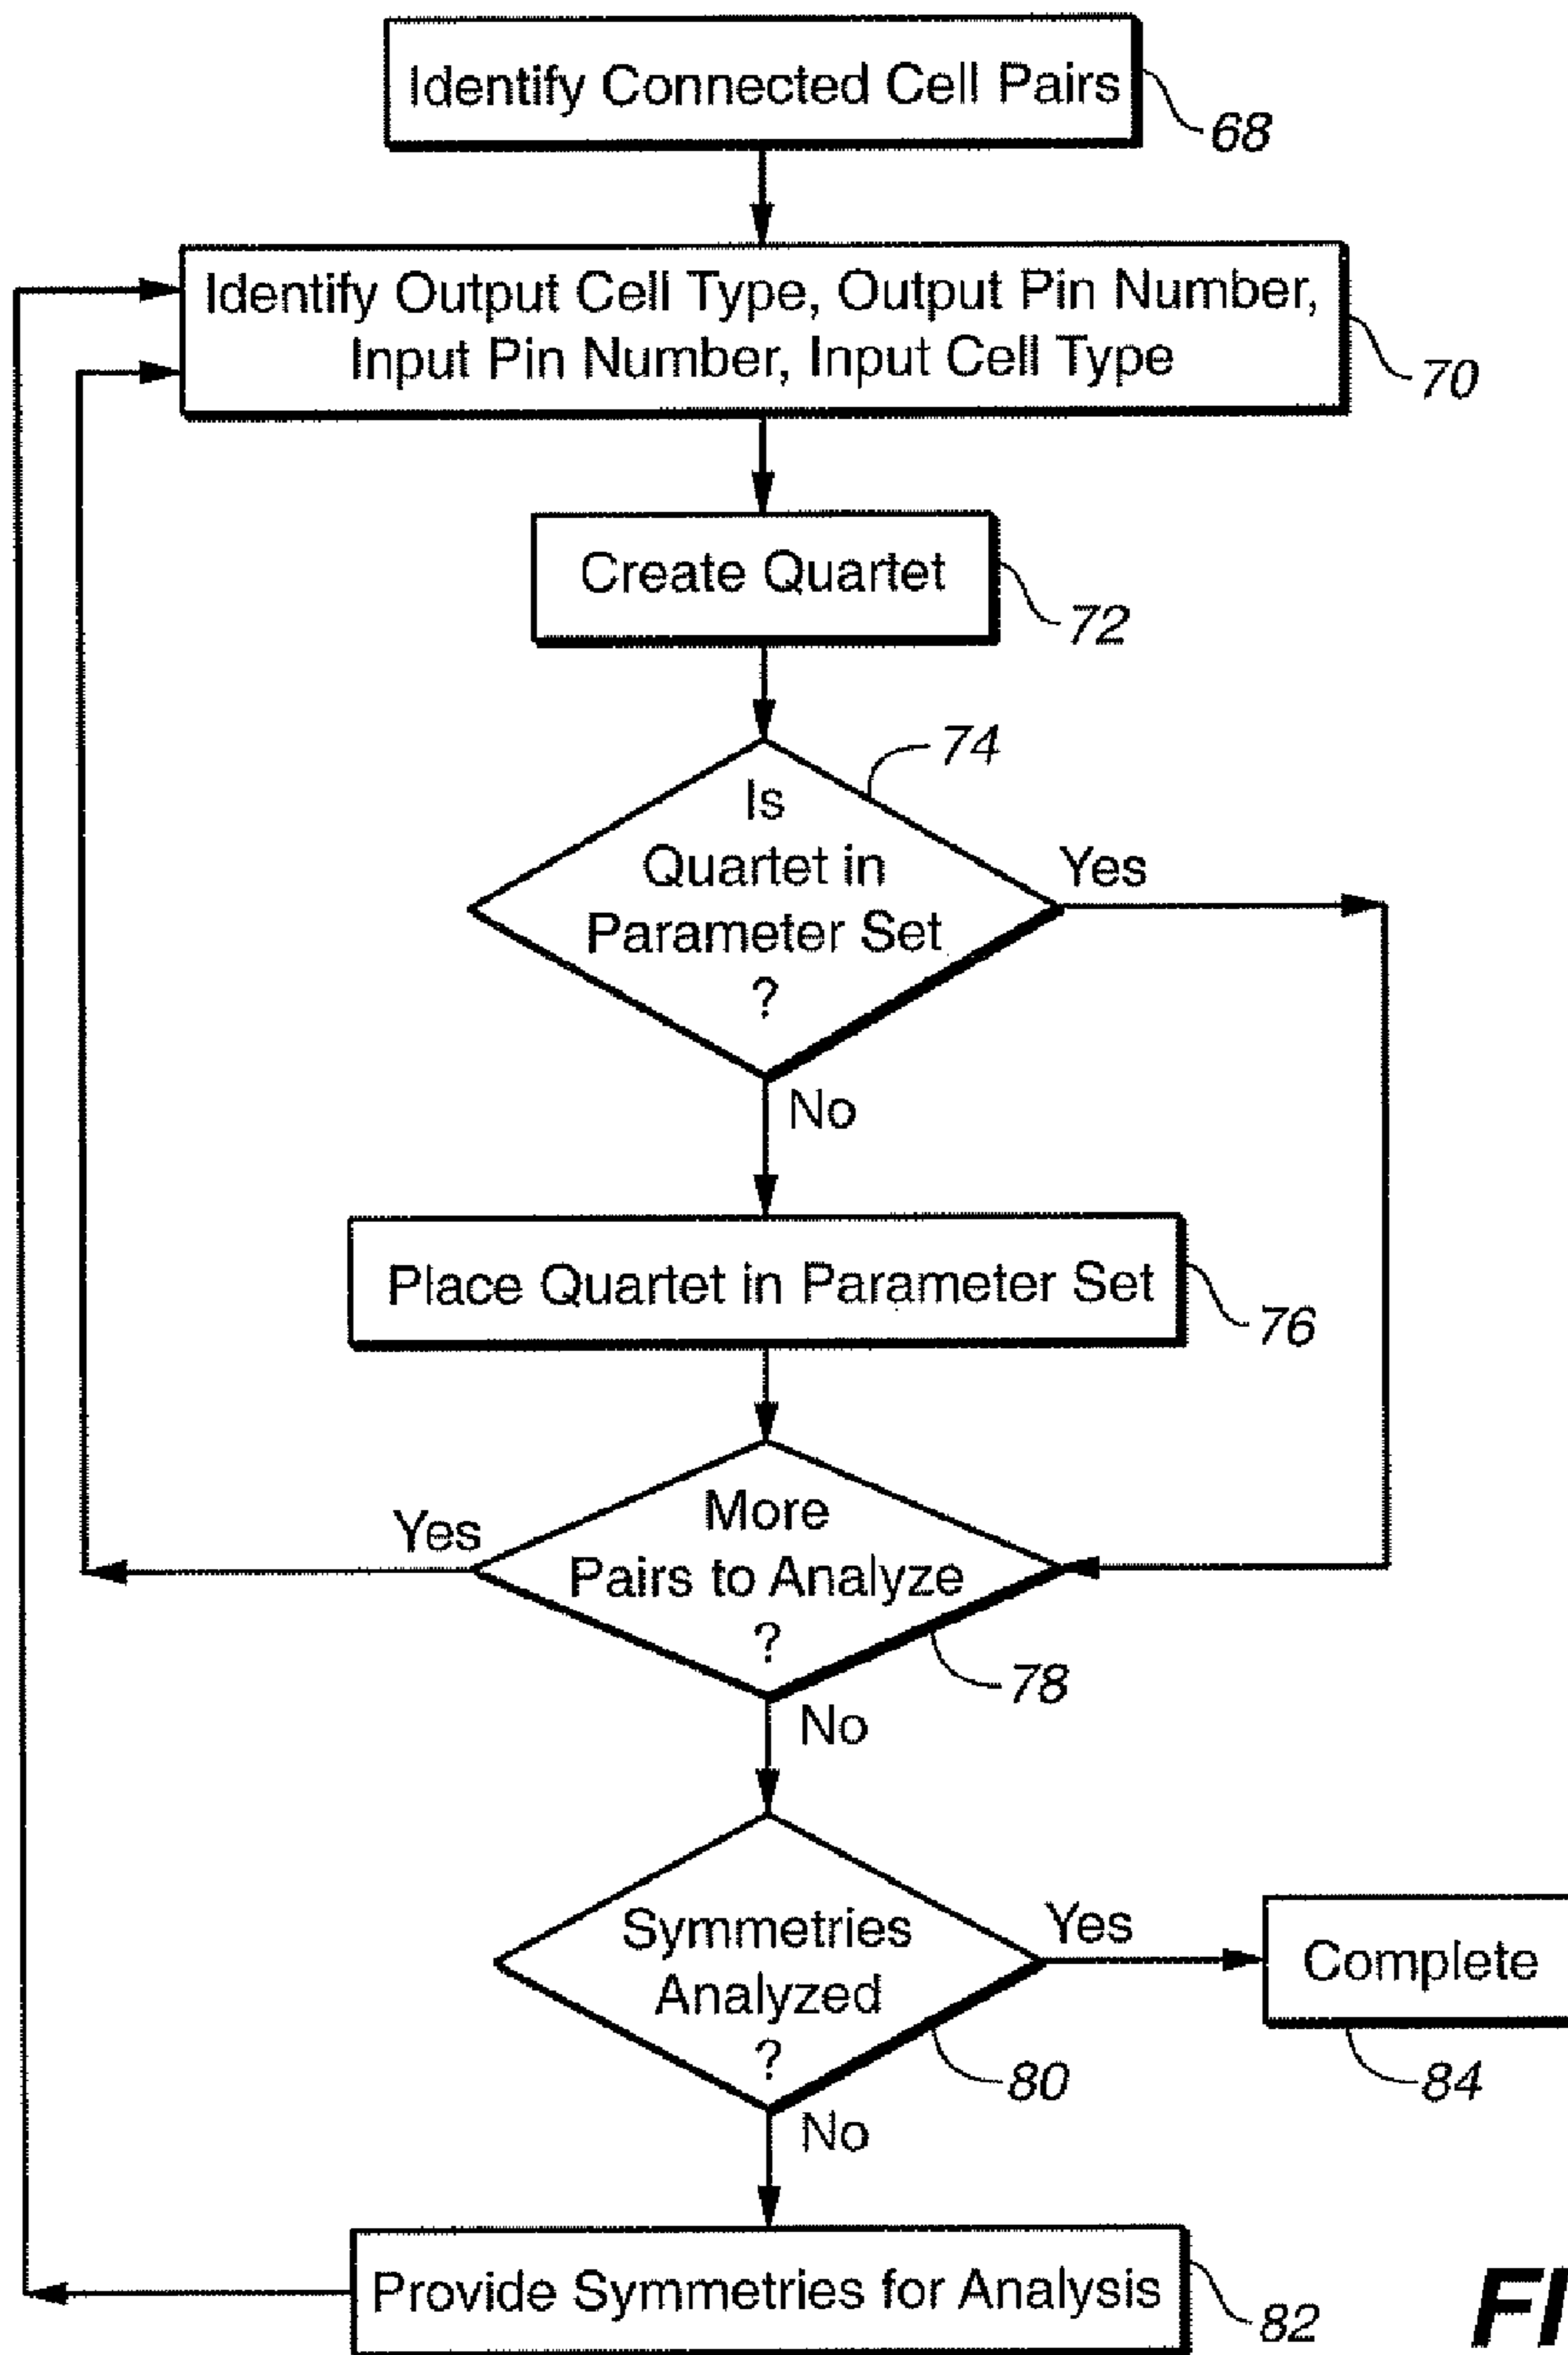 Identify Connected Cell Pairs
68
Identify Output Cell Type, Output Pin Number,
Input Pin Number, Input Cell Type
70
Create Quartet
72
74
Is
Quartet in
Parameter Set
?
Yes
No
Place Quartet in Parameter Set
76
More
Pairs to Analyze
?
Yes
78
No
Symmetries
Analyzed
?
Yes
Complete
80
84
No
Provide Symmetries for Analysis
82